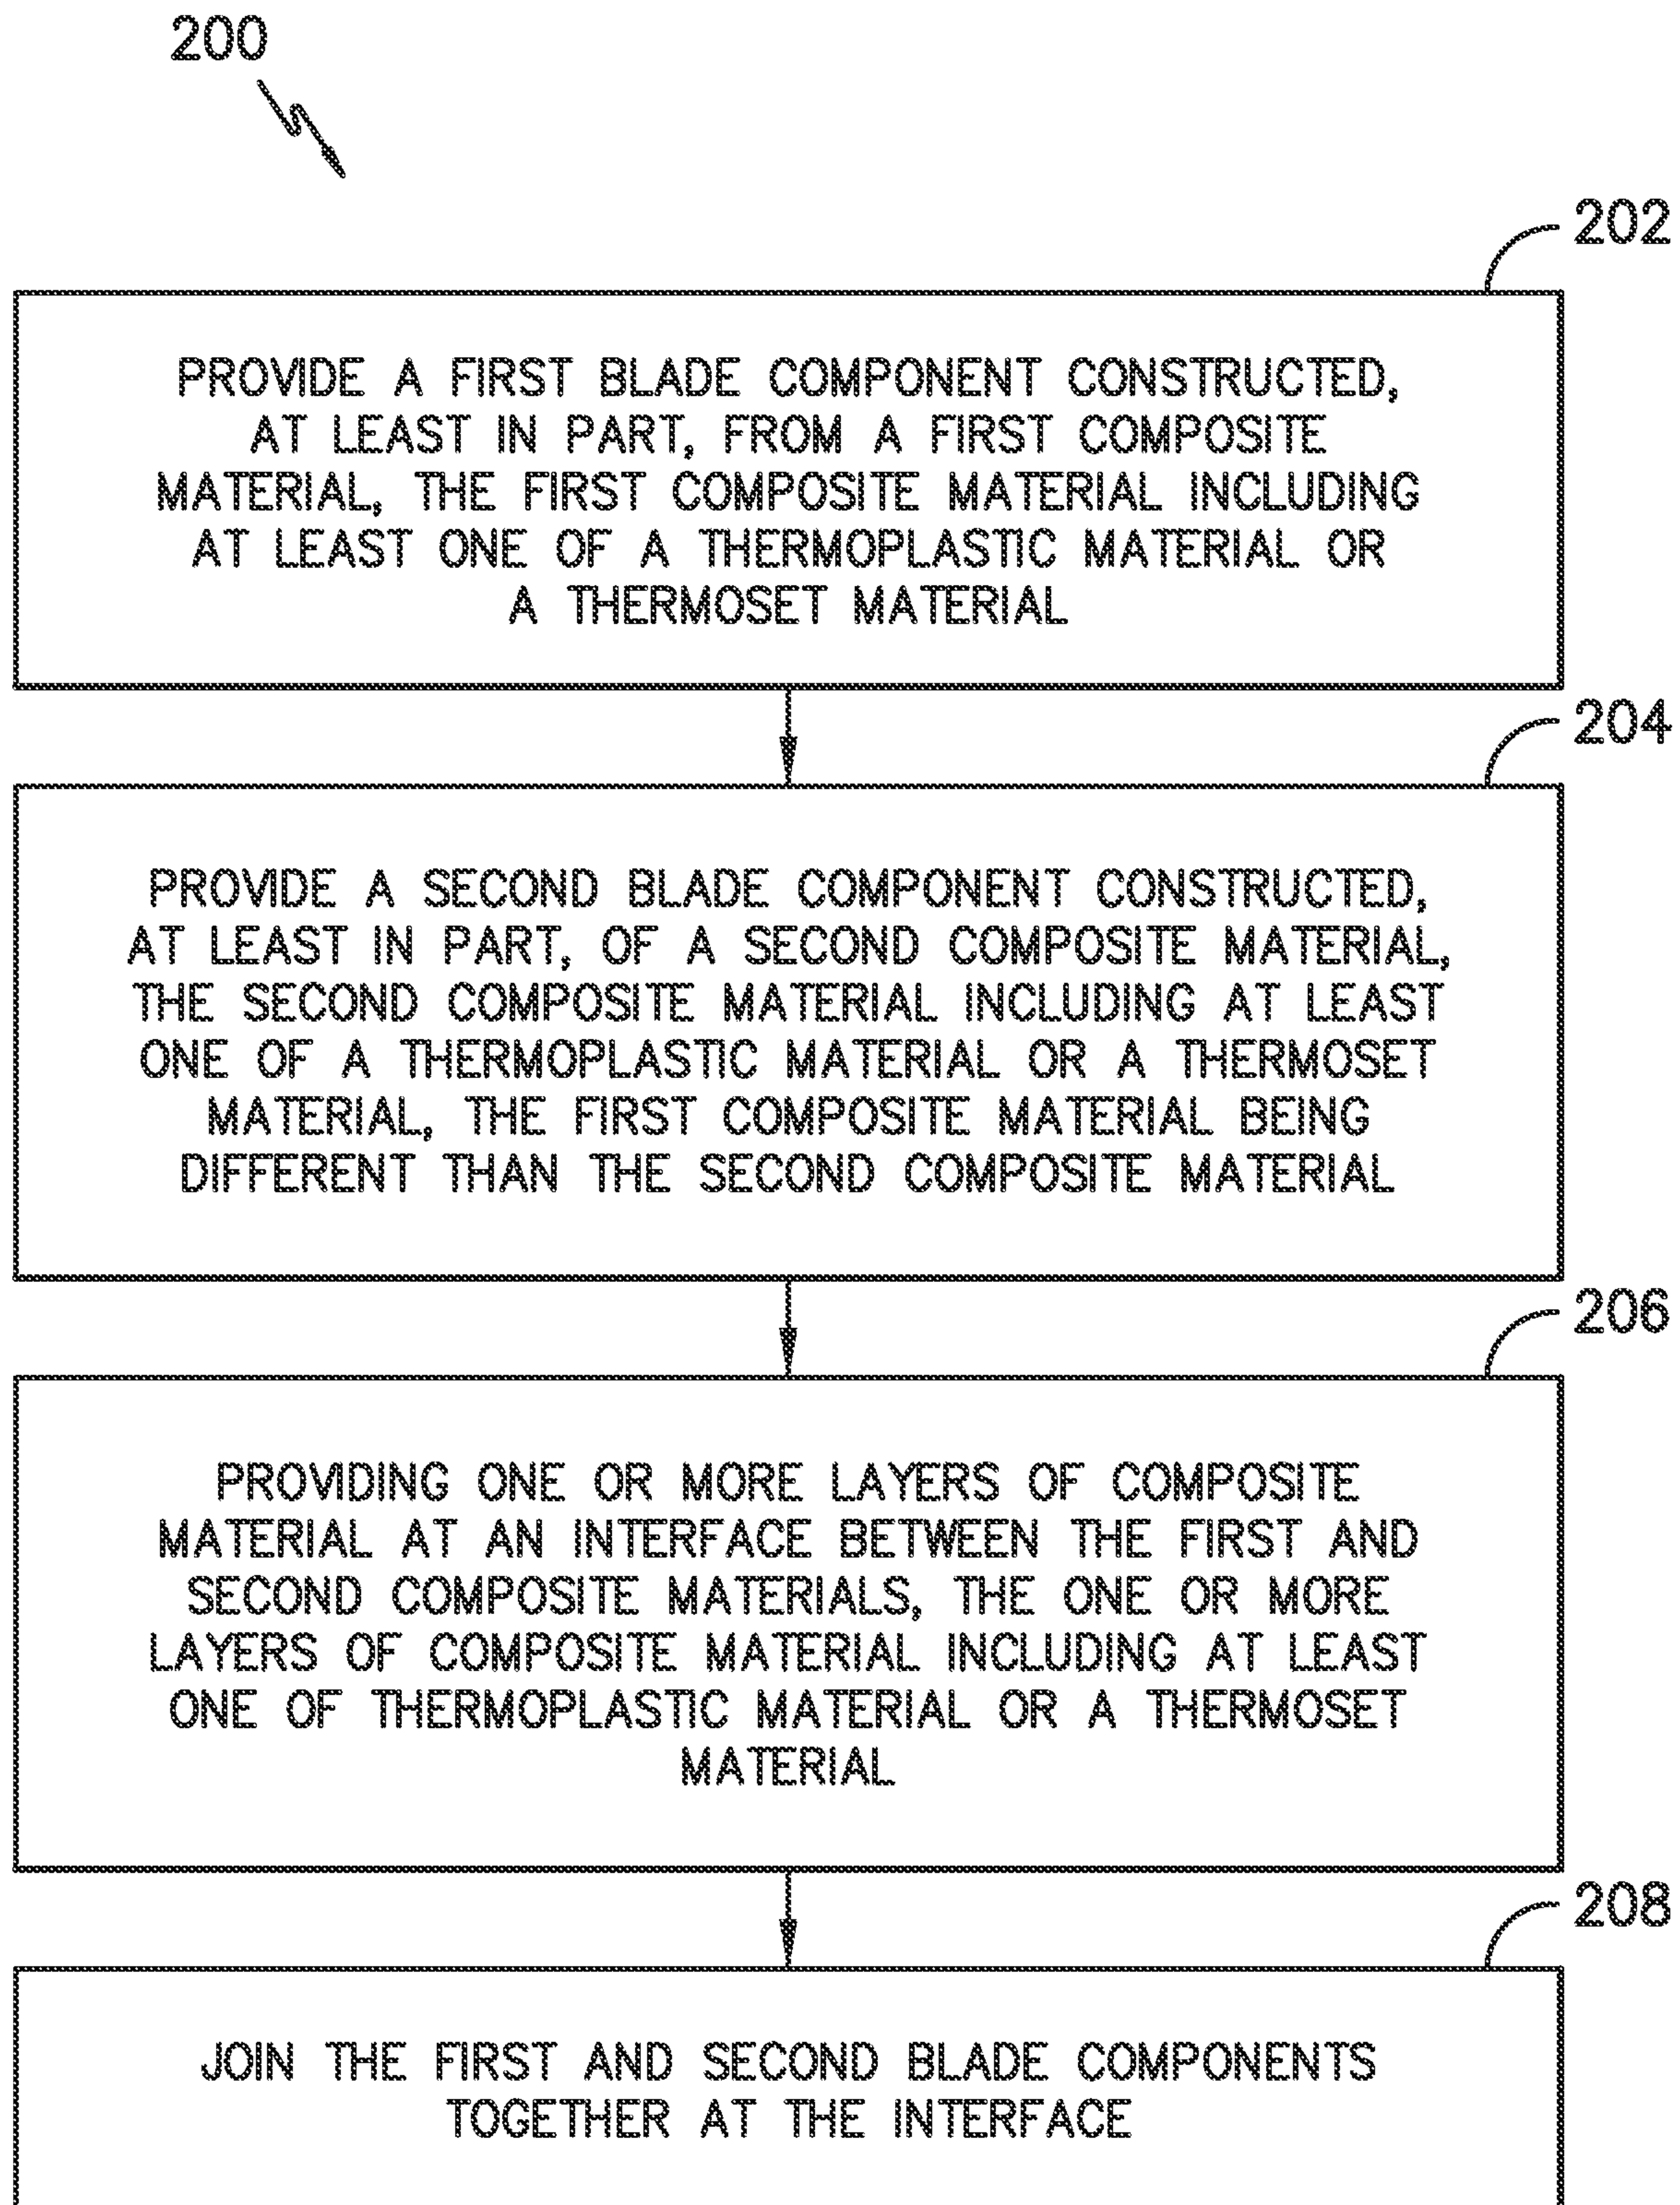 200
202
PROVIDE A FIRST BLADE COMPONENT CONSTRUCTED,
AT LEAST IN PART, FROM A FIRST COMPOSITE
MATERIAL, THE FIRST COMPOSITE MATERIAL INCLUDING
AT LEAST ONE OF A THERMOPLASTIC MATERIAL OR
A THERMOSET MATERIAL
204
PROVIDE A SECOND BLADE COMPONENT CONSTRUCTED,
AT LEAST IN PART, OF A SECOND COMPOSITE MATERIAL,
THE SECOND COMPOSITE MATERIAL INCLUDING AT LEAST
ONE OF A THERMOPLASTIC MATERIAL OR A THERMOSET
MATERIAL, THE FIRST COMPOSITE MATERIAL BEING
DIFFERENT THAN THE SECOND COMPOSITE MATERIAL
206
PROVIDING ONE OR MORE LAYERS OF COMPOSITE
MATERIAL AT AN INTERFACE BETWEEN THE FIRST AND
SECOND COMPOSITE MATERIALS, THE ONE OR MORE
LAYERS OF COMPOSITE MATERIAL INCLUDING AT LEAST
ONE OF THERMOPLASTIC MATERIAL OR A THERMOSET
MATERIAL
208
JOIN THE FIRST AND SECOND BLADE COMPONENTS
TOGETHER AT THE INTERFACE